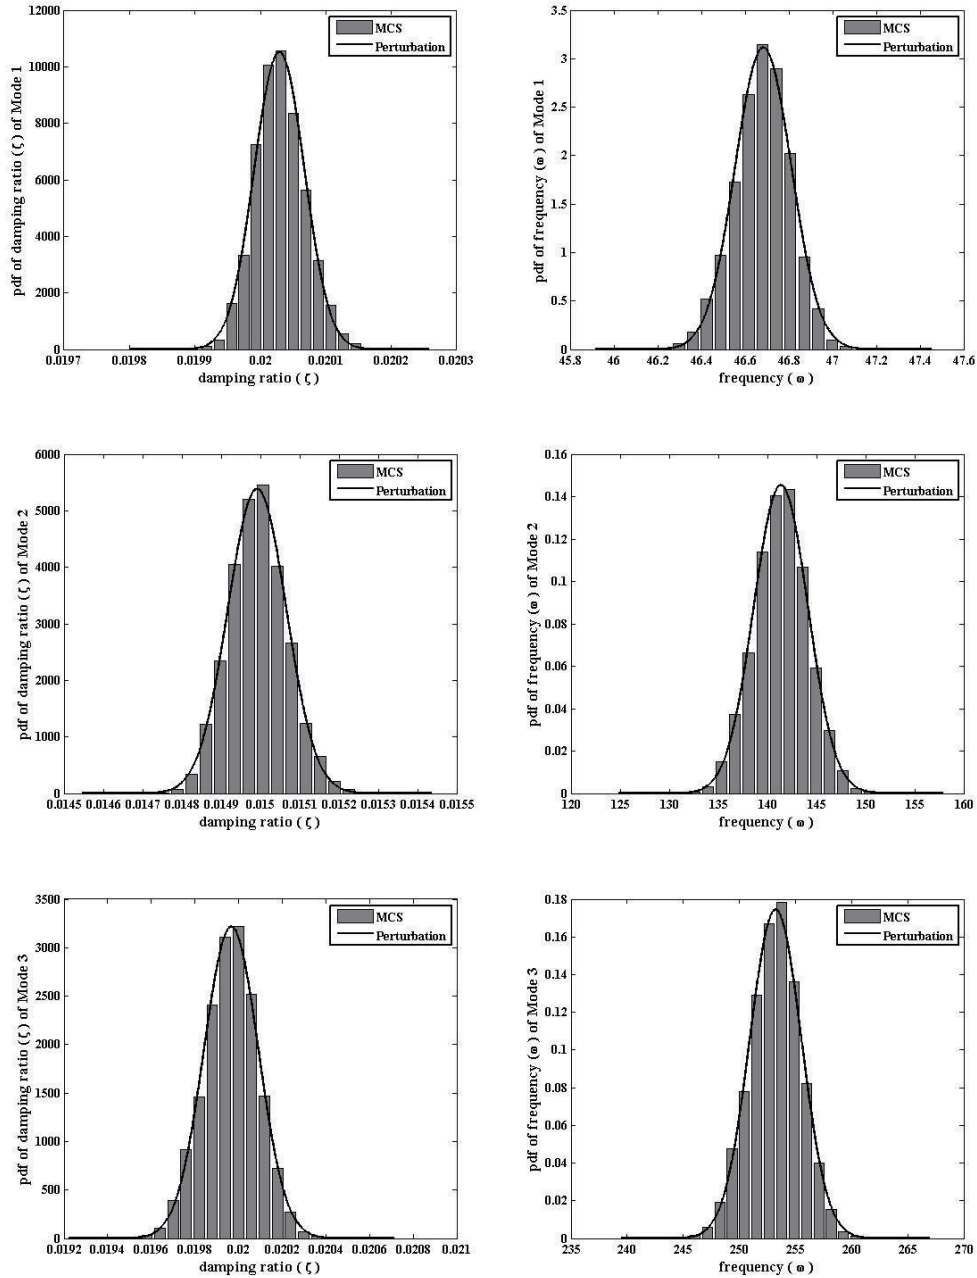 12000
10000
8000
6000
4000
2000
0
pdf of damping ratio ( ζ ) of Mode 1
MCS
Perturbation
0.0197 0.0198 0.0199 0.02 0.0201 0.0202 0.0203
damping ratio ( ζ )
3.5
3
2.5
2
1.5
1
0.5
0
pdf of frequency ( ω ) of Mode 1
MCS
Perturbation
45.8 46 46.2 46.4 46.6 46.8 47 47.2 47.4 47.6
frequency ( ω )
6000
5000
4000
3000
2000
1000
0
pdf of damping ratio ( ζ ) of Mode 2
MCS
Perturbation
0.0145 0.0146 0.0147 0.0148 0.0149 0.015 0.0151 0.0152 0.0153 0.0154 0.0155
damping ratio ( ζ )
0.16
0.14
0.12
0.1
0.08
0.06
0.04
0.02
0
pdf of frequency ( ω ) of Mode 2
MCS
Perturbation
120 125 130 135 140 145 150 155 160
frequency ( ω )
3500
3000
2500
2000
1500
1000
500
0
pdf of damping ratio ( ζ ) of Mode 3
MCS
Perturbation
0.0192 0.0194 0.0196 0.0198 0.02 0.0202 0.0204 0.0206 0.0208 0.021
damping ratio ( ζ )
0.18
0.16
0.14
0.12
0.1
0.08
0.06
0.04
0.02
0
pdf of frequency ( ω ) of Mode 3
MCS
Perturbation
235 240 245 250 255 260 265 270
frequency ( ω )